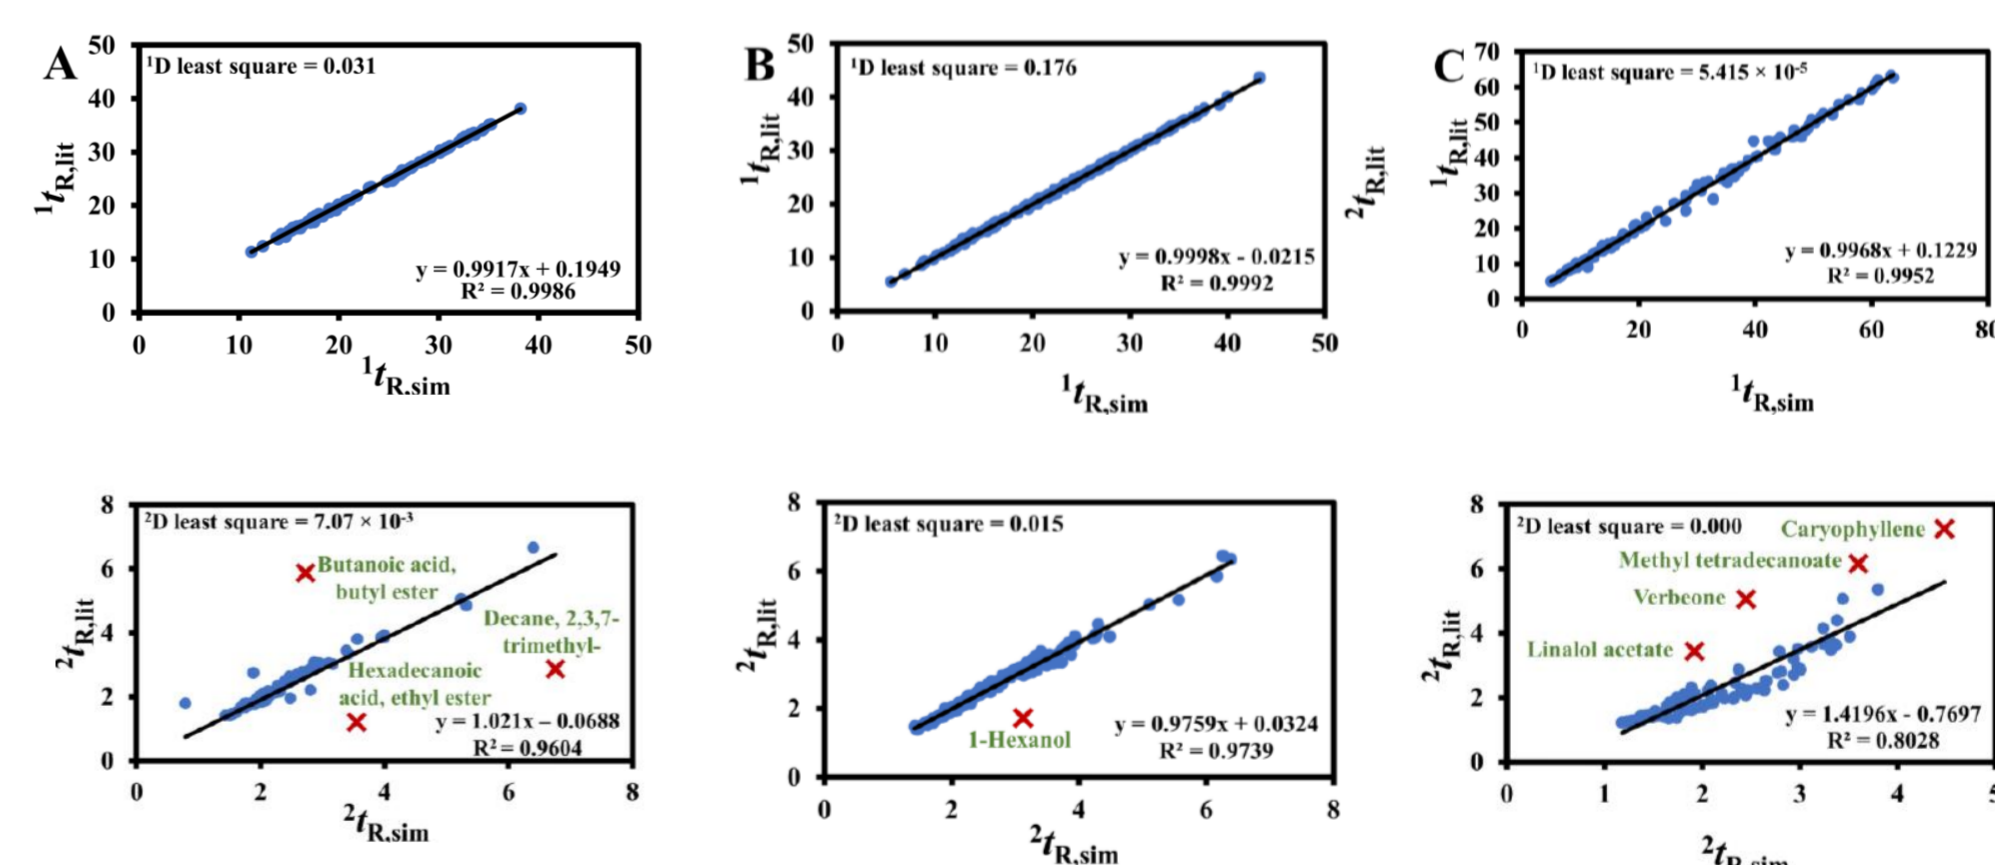 A
¹D least square = 0.031
50
40
30
20
10
0
¹tR,lit
y = 0.9917x + 0.1949
R² = 0.9986
0 10 20 30 40 50
¹tR,sim
B
¹D least square = 0.176
50
40
30
20
10
0
¹tR,lit
y = 0.9998x - 0.0215
R² = 0.9992
0 10 20 30 40 50
¹tR,sim
²tR,lit
C
¹D least square = 5.415 × 10⁻⁵
70
60
50
40
30
20
10
0
¹tR,lit
y = 0.9968x + 0.1229
R² = 0.9952
0 20 40 60 80
¹tR,sim
²D least square = 7.07 × 10⁻³
8
6
4
2
0
²tR,lit
Butanoic acid,
butyl ester
Decane, 2,3,7-
trimethyl-
Hexadecanoic
acid, ethyl ester
y = 1.021x – 0.0688
R² = 0.9604
0 2 4 6 8
²tR,sim
²D least square = 0.015
8
6
4
2
0
²tR,lit
1-Hexanol
y = 0.9759x + 0.0324
R² = 0.9739
0 2 4 6 8
²tR,sim
²D least square = 0.000
8
6
4
2
0
²tR,lit
Caryophyllene
Methyl tetradecanoate
Verbeone
Linalol acetate
y = 1.4196x - 0.7697
R² = 0.8028
0 1 2 3 4 5
²tR,sim